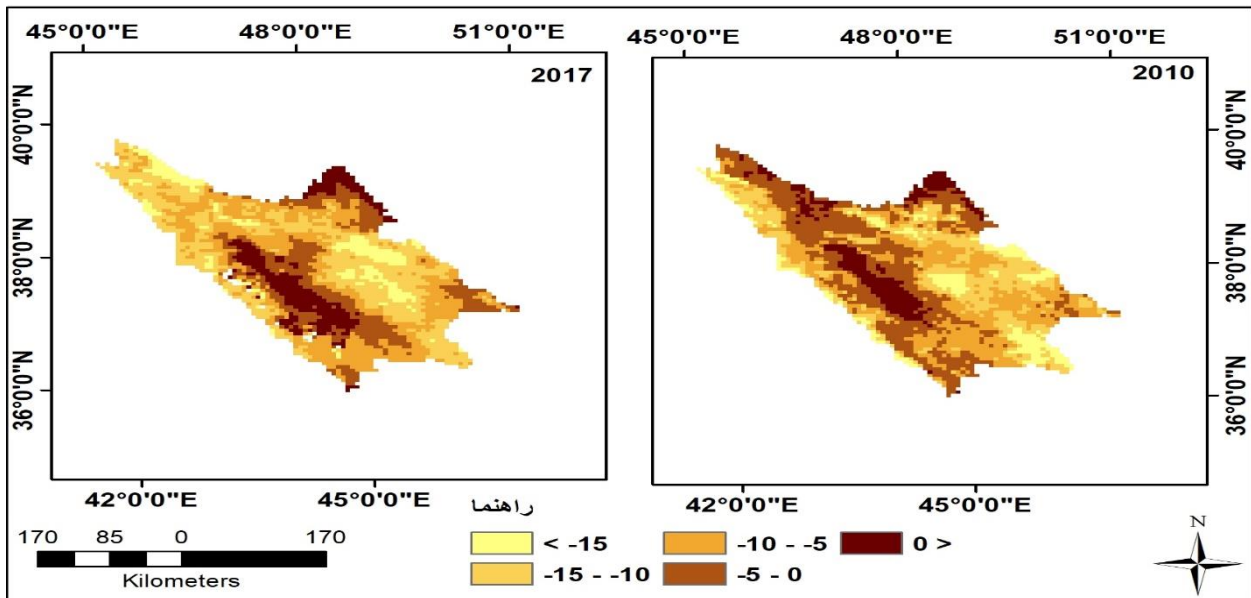 45°0'0"E 48°0'0"E 51°0'0"E
45°0'0"E 48°0'0"E 51°0'0"E
2017
2010
40°0'0"N
38°0'0"N
36°0'0"N
40°0'0"N
38°0'0"N
36°0'0"N
42°0'0"E 45°0'0"E
42°0'0"E 45°0'0"E
راهنما
170 85 0 170
Kilometers
< -15
-15 - -10
-10 - -5
-5 - 0
0 >
N